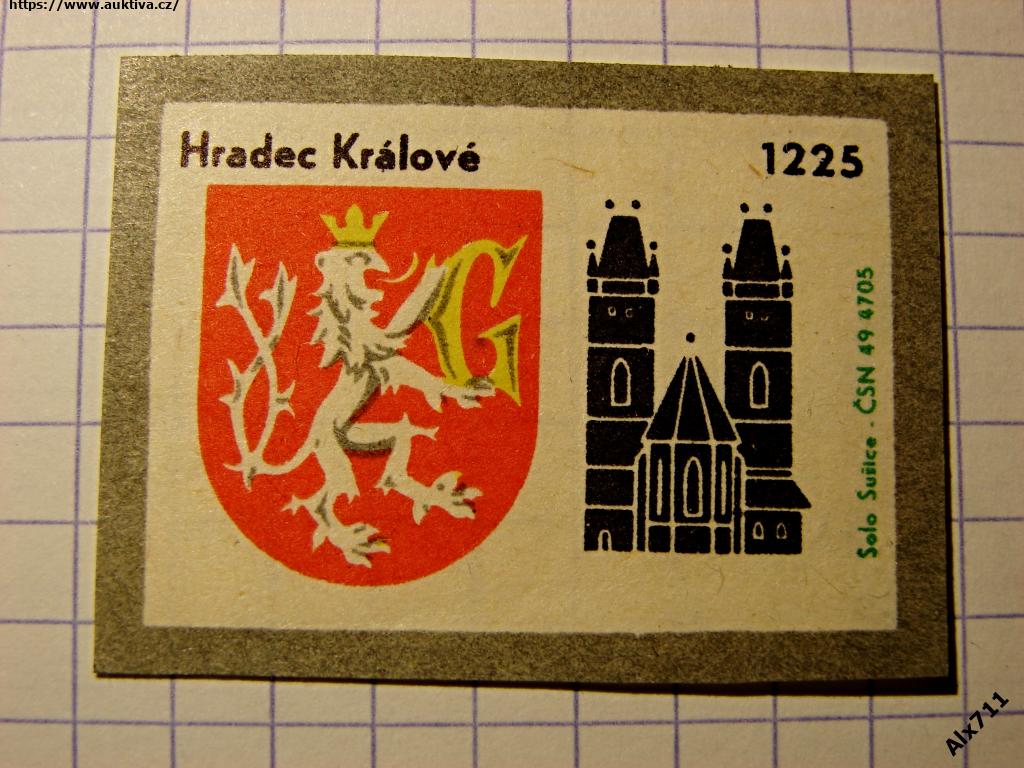 https://www.auktiva.cz/
Hradec Králové
1225
G
Solo Sušice - ČSN 49 4705
Alx711